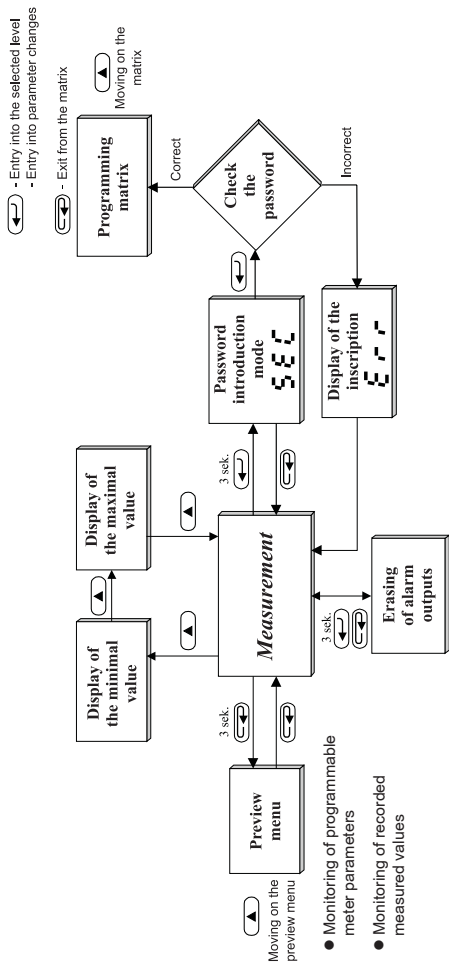 - Entry into the selected level
- Entry into parameter changes
- Exit from the matrix
Moving on the
matrix
Programming
matrix
Correct
Check
the
password
Incorrect
Password
introduction
mode
SEC
Display of the
inscription
Err
Display of
the maximal
value
Display of
the minimal
value
3 sek.
Measurement
3 sek.
Erasing
of alarm
outputs
3 sek.
Preview
menu
Moving on the
preview menu
● Monitoring of programmable
meter parameters
● Monitoring of recorded
measured values